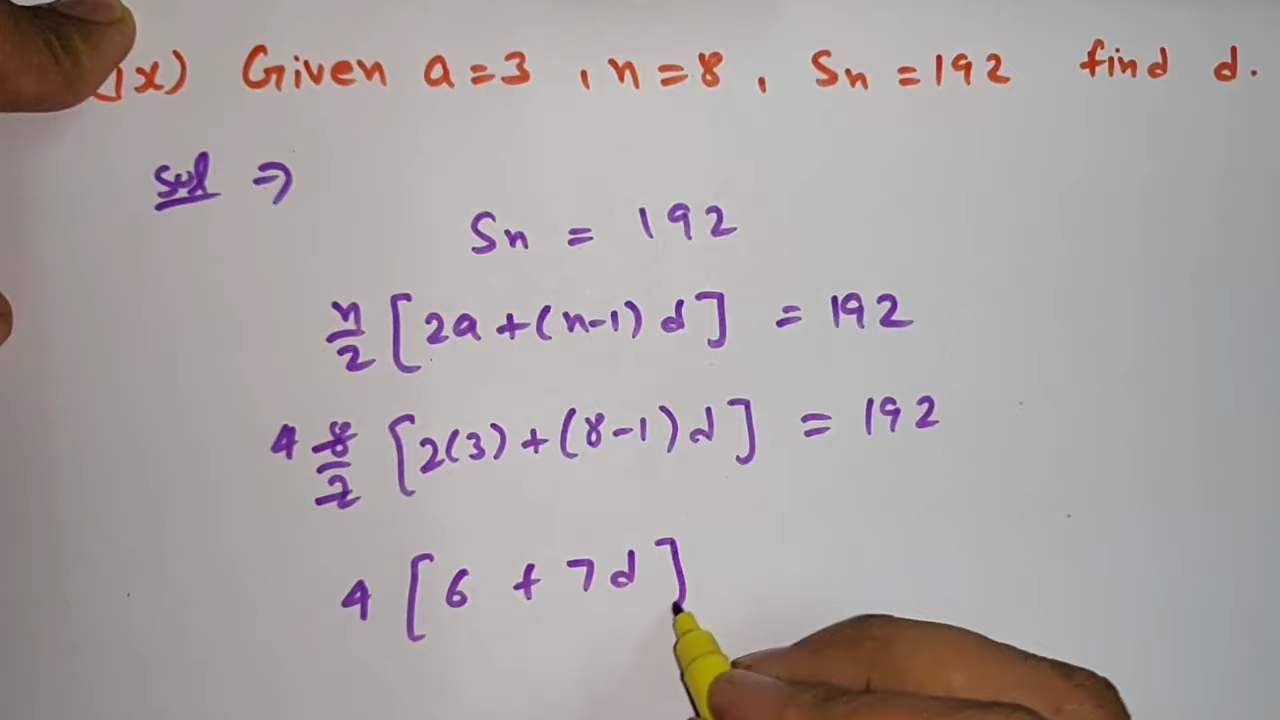 x) Given a=3 , n=8 , Sn =192 find d.
Sol ⇒
Sn = 192
n/2 [2a+(n-1) d] = 192
4 8/2 [2(3)+(8-1)d] = 192
4 [6 + 7d]